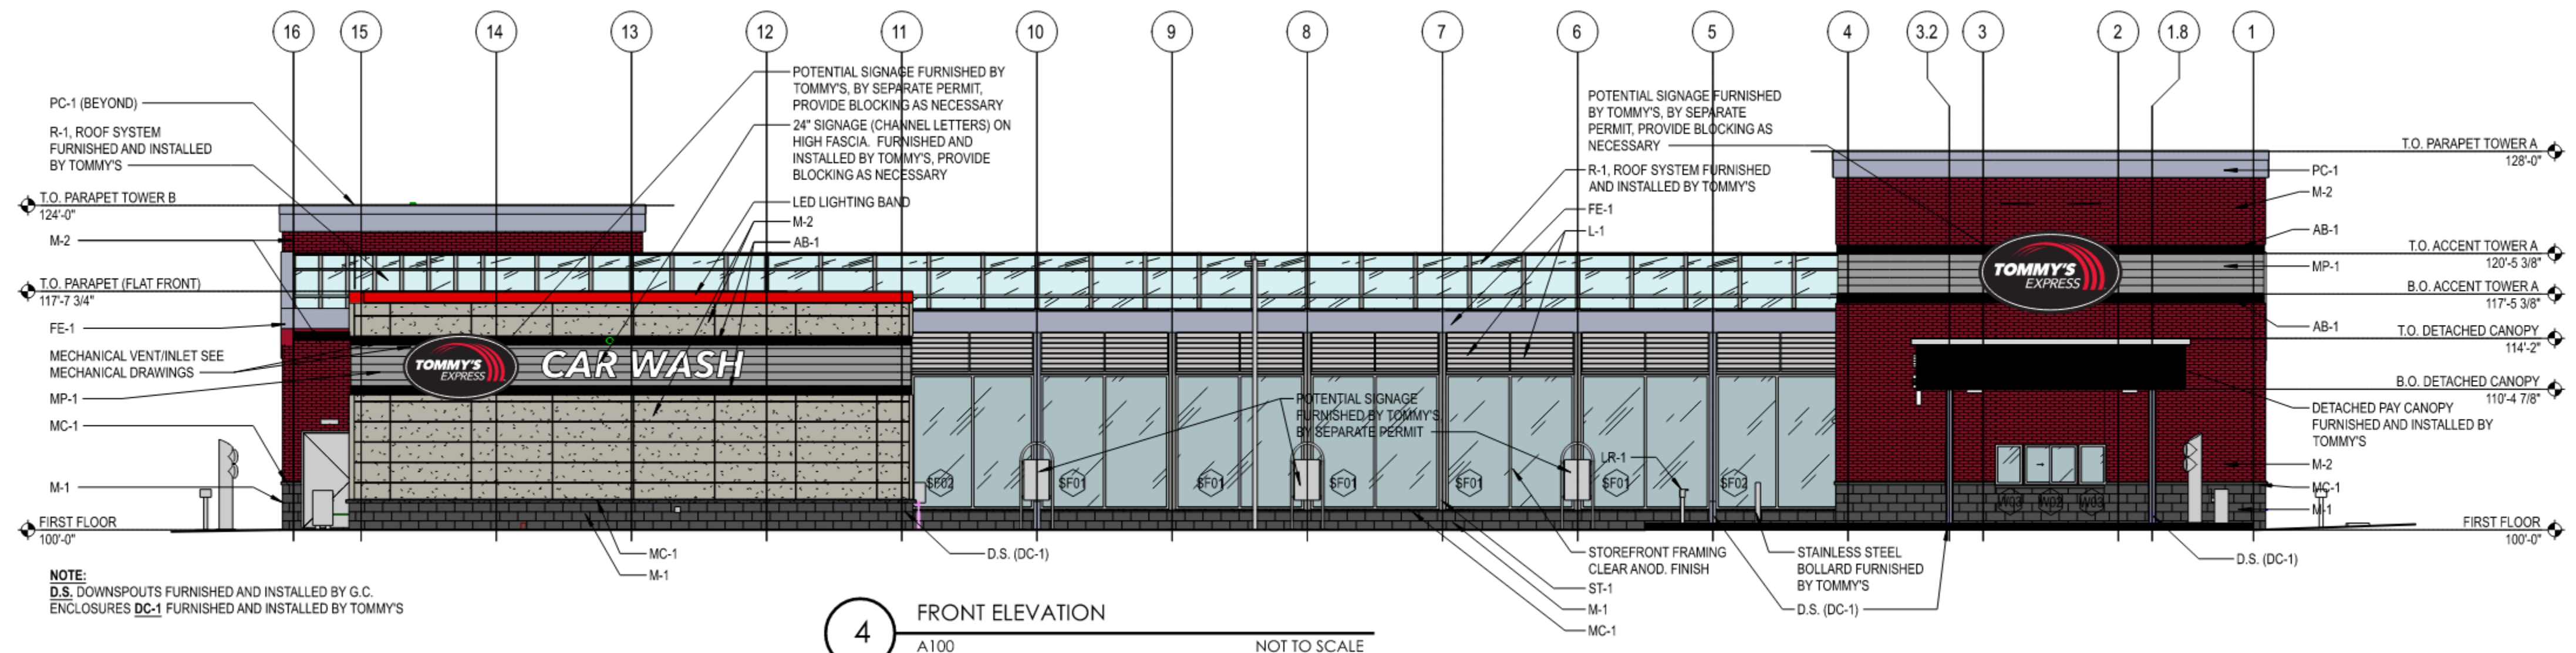 16 15 14 13 12 11 10 9 8 7 6 5 4 3.2 3 2 1.8 1
PC-1 (BEYOND)
R-1, ROOF SYSTEM
FURNISHED AND INSTALLED
BY TOMMY'S
T.O. PARAPET TOWER B
124'-0"
M-2
T.O. PARAPET (FLAT FRONT)
117'-7 3/4"
FE-1
MECHANICAL VENT/INLET SEE
MECHANICAL DRAWINGS
MP-1
MC-1
M-1
FIRST FLOOR
100'-0"
NOTE:
D.S. DOWNSPOUTS FURNISHED AND INSTALLED BY G.C.
ENCLOSURES DC-1 FURNISHED AND INSTALLED BY TOMMY'S
POTENTIAL SIGNAGE FURNISHED BY
TOMMY'S, BY SEPARATE PERMIT,
PROVIDE BLOCKING AS NECESSARY
24" SIGNAGE (CHANNEL LETTERS) ON
HIGH FASCIA. FURNISHED AND
INSTALLED BY TOMMY'S, PROVIDE
BLOCKING AS NECESSARY
LED LIGHTING BAND
M-2
AB-1
TOMMY'S
EXPRESS
CAR WASH
MC-1
M-1
D.S. (DC-1)
POTENTIAL SIGNAGE
FURNISHED BY TOMMY'S
BY SEPARATE PERMIT
SF02 SF01 SF01 SF01 SF01 SF01 SF02
LR-1
POTENTIAL SIGNAGE FURNISHED
BY TOMMY'S, BY SEPARATE
PERMIT, PROVIDE BLOCKING AS
NECESSARY
R-1, ROOF SYSTEM FURNISHED
AND INSTALLED BY TOMMY'S
FE-1
L-1
STOREFRONT FRAMING
CLEAR ANOD. FINISH
ST-1
M-1
MC-1
STAINLESS STEEL
BOLLARD FURNISHED
BY TOMMY'S
D.S. (DC-1)
TOMMY'S
EXPRESS
W03 W02 W03
T.O. PARAPET TOWER A
128'-0"
PC-1
M-2
AB-1
T.O. ACCENT TOWER A
120'-5 3/8"
MP-1
B.O. ACCENT TOWER A
117'-5 3/8"
AB-1
T.O. DETACHED CANOPY
114'-2"
B.O. DETACHED CANOPY
110'-4 7/8"
DETACHED PAY CANOPY
FURNISHED AND INSTALLED BY
TOMMY'S
M-2
MC-1
M-1
FIRST FLOOR
100'-0"
D.S. (DC-1)
4
FRONT ELEVATION
A100 NOT TO SCALE